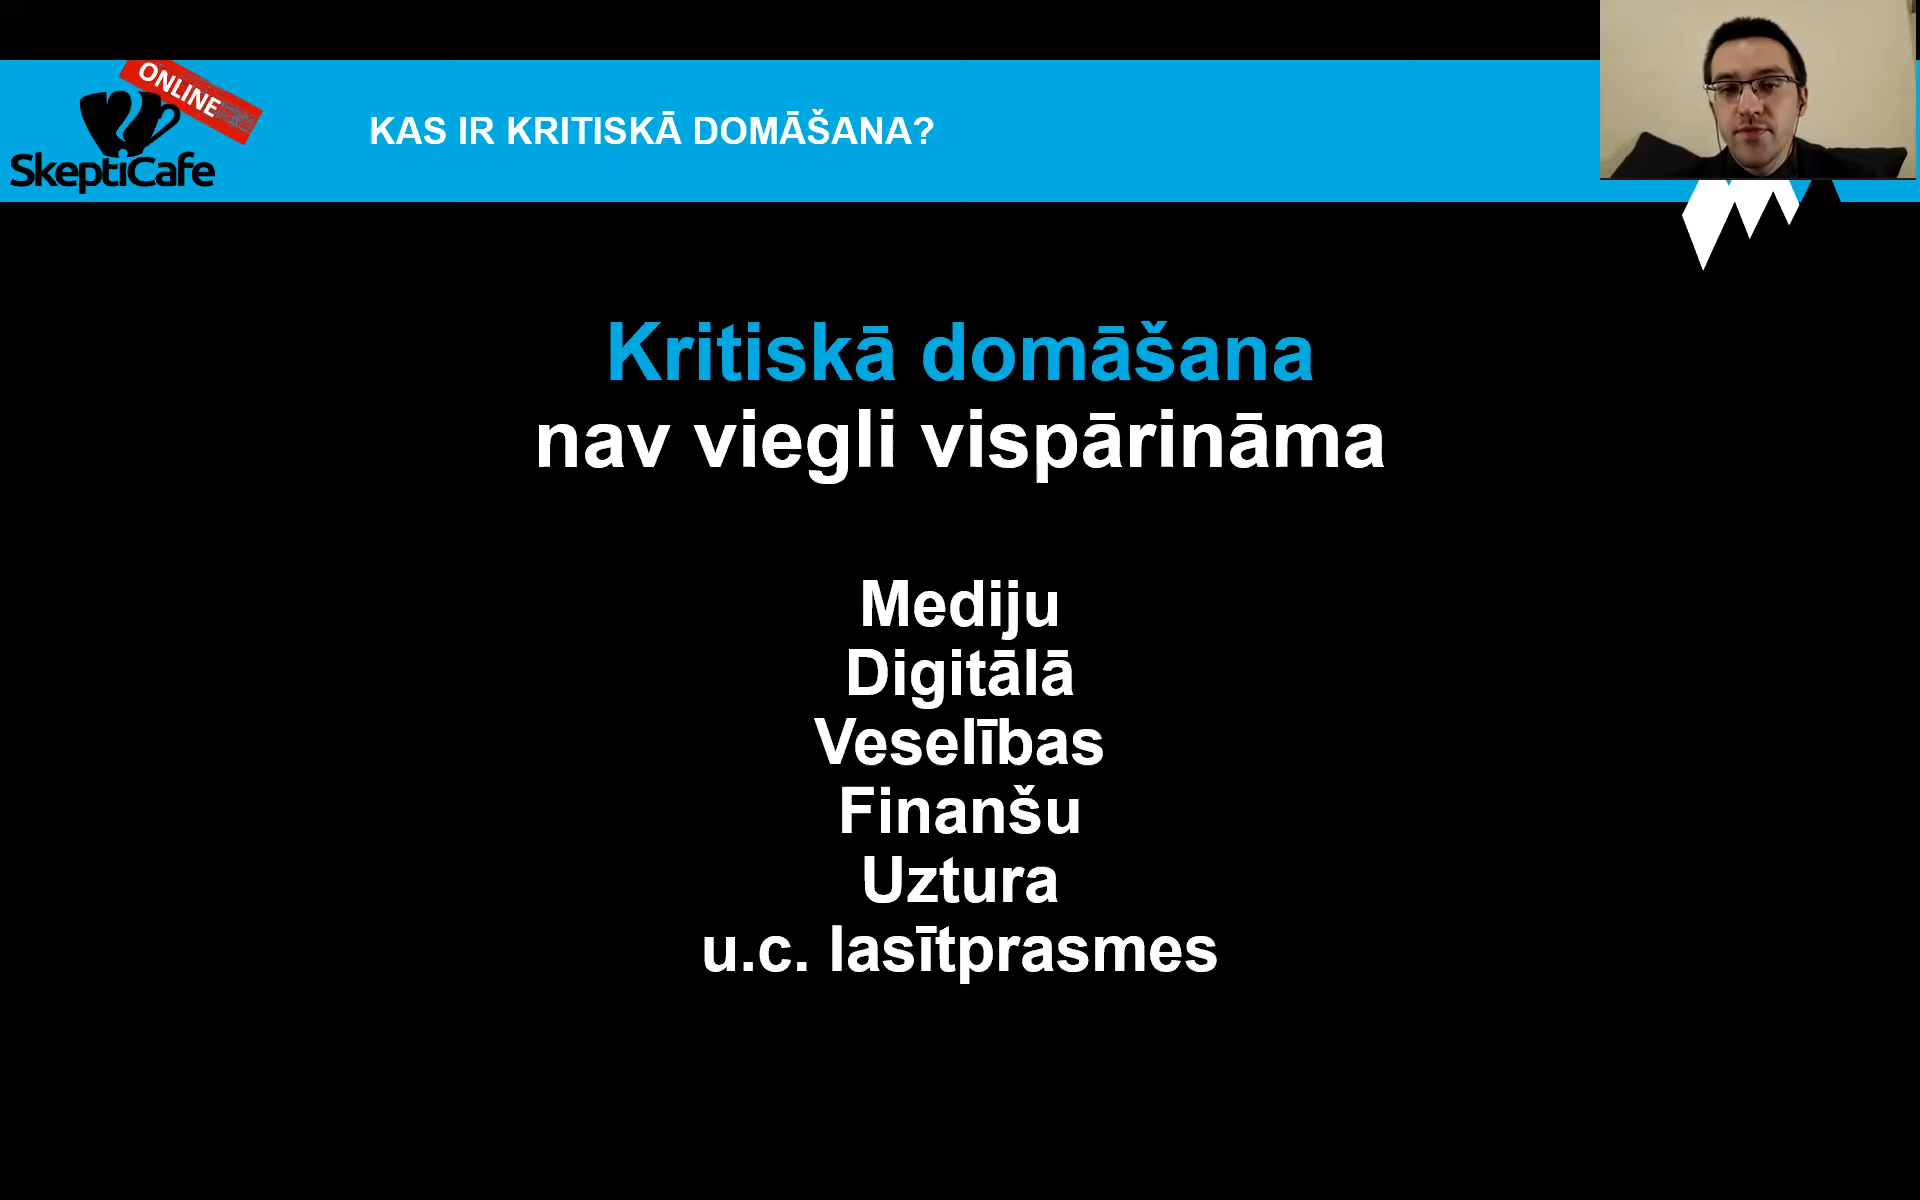 ONLINE
SkeptiCafe
KAS IR KRITISKĀ DOMĀŠANA?
Kritiskā domāšana
nav viegli vispārināma
Mediju
Digitālā
Veselības
Finanšu
Uztura
u.c. lasītprasmes